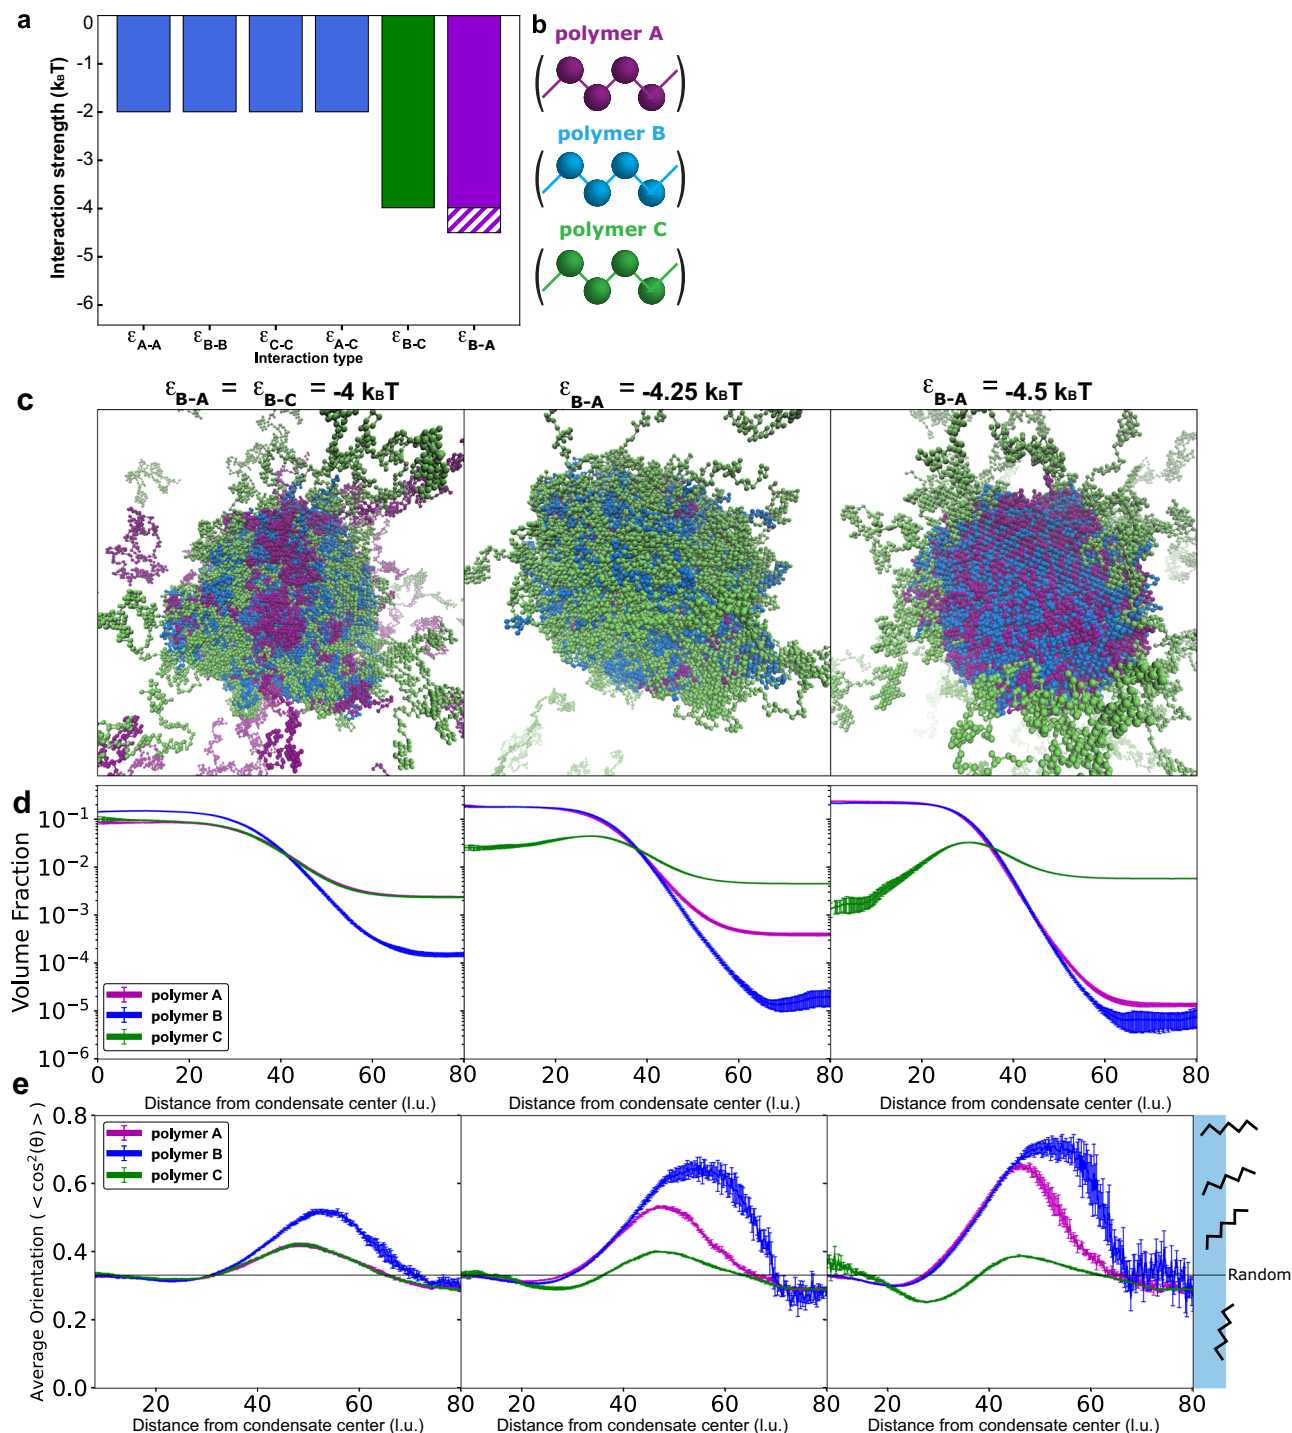 a
b
Interaction strength (kBT)
0
-1
-2
-3
-4
-5
-6
εA-A
εB-B
εC-C
εA-C
εB-C
εB-A
Interaction type
polymer A
polymer B
polymer C
c
εB-A = εB-C = -4 kBT
εB-A = -4.25 kBT
εB-A = -4.5 kBT
d
Volume Fraction
10^-1
10^-2
10^-3
10^-4
10^-5
10^-6
polymer A
polymer B
polymer C
0 20 40 60 80 20 40 60 80 20 40 60 80
Distance from condensate center (l.u.)
Distance from condensate center (l.u.)
Distance from condensate center (l.u.)
e
Average Orientation ( < cos²(θ) > )
0.8
0.6
0.4
0.2
0.0
polymer A
polymer B
polymer C
Random
20 40 60 80 20 40 60 80 20 40 60 80
Distance from condensate center (l.u.)
Distance from condensate center (l.u.)
Distance from condensate center (l.u.)